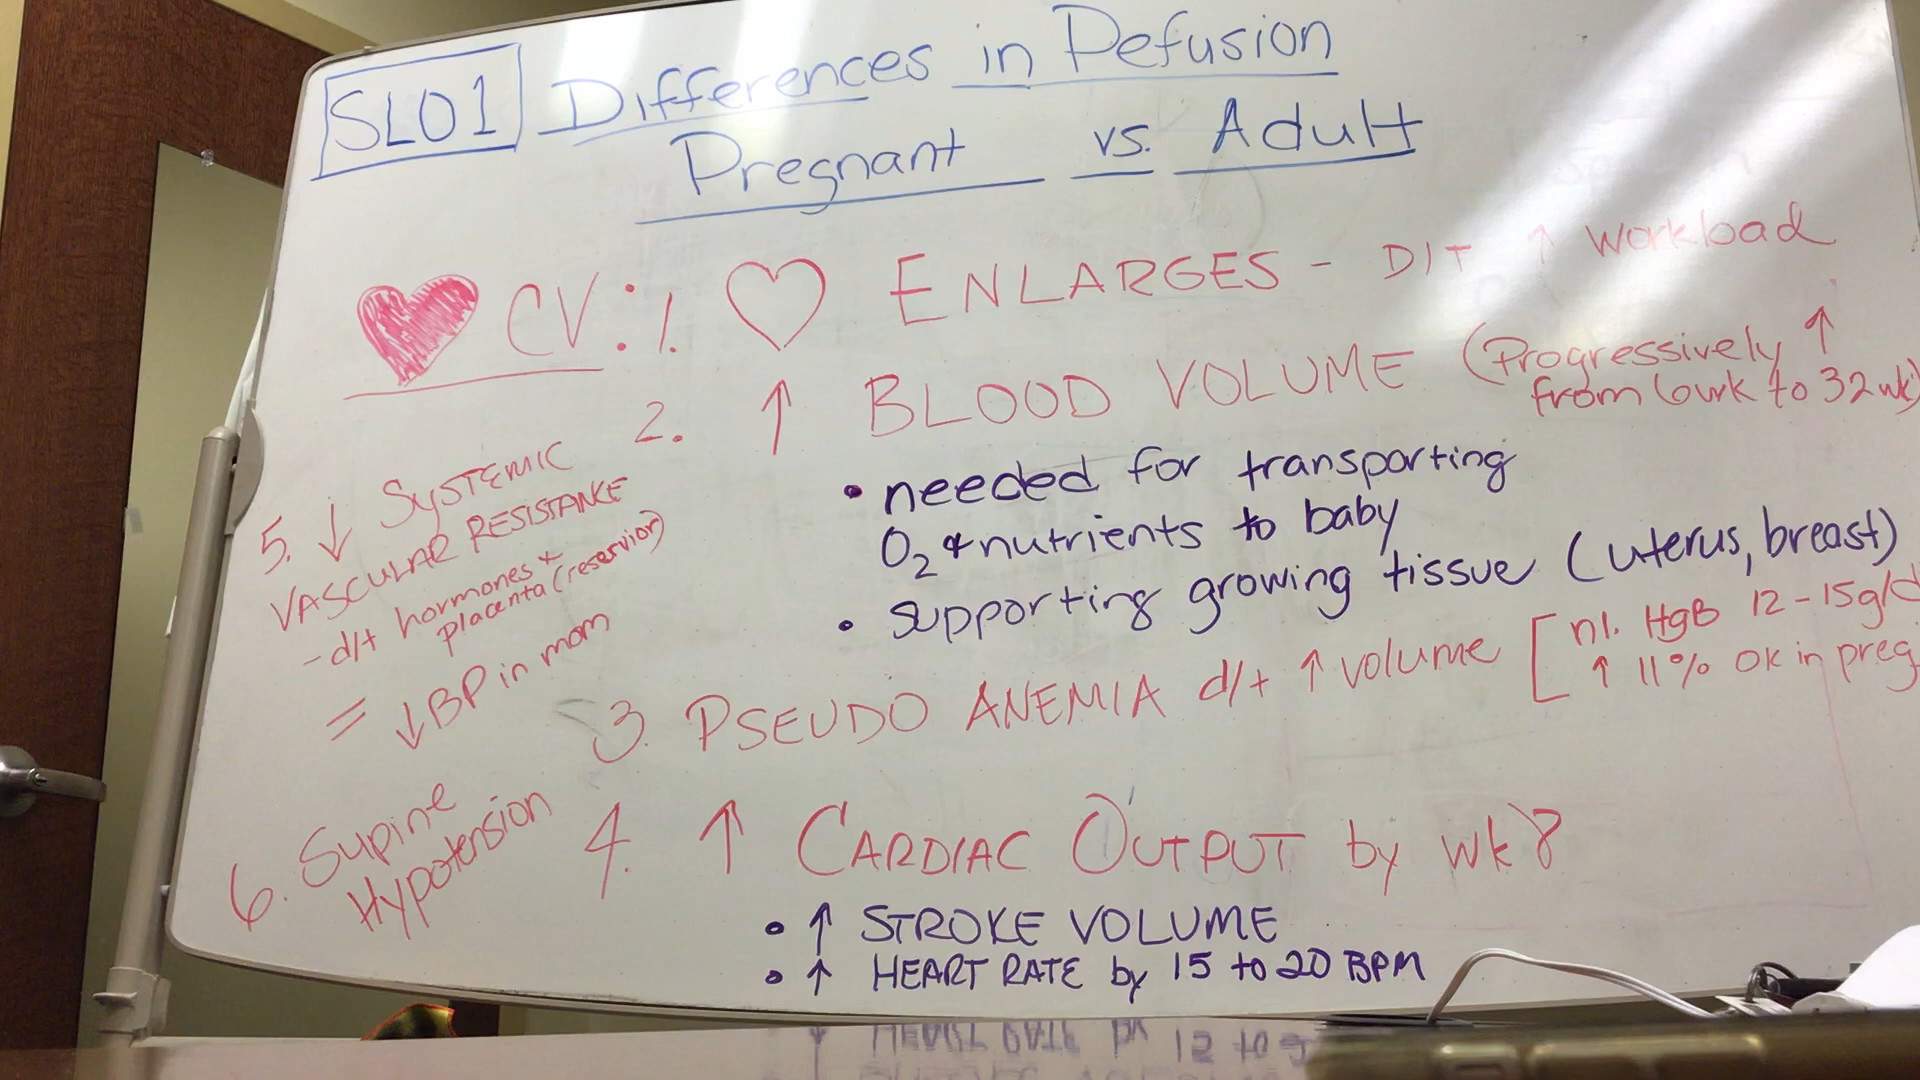 SLO1 Differences in Pefusion
Pregnant vs. Adult
CV: 1. ENLARGES - D/T ↑ Workload
2. ↑ BLOOD VOLUME (Progressively ↑
from 6wk to 32wk)
• needed for transporting
O₂ & nutrients to baby
• supporting growing tissue (uterus, breast)
3. PSEUDO ANEMIA d/t ↑ volume [nl. HgB 12-15g/d
↑ 11% OK in preg.
4. ↑ CARDIAC OUTPUT by wk 8
• ↑ STROKE VOLUME
• ↑ HEART RATE by 15 to 20 BPM
5. ↓ SYSTEMIC
VASCULAR RESISTANCE
- d/t hormones +
placenta (reservior)
= ↓ BP in mom
6. Supine
Hypotension